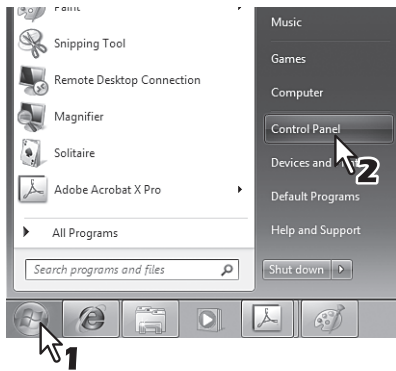 Paint
Snipping Tool
Remote Desktop Connection
Magnifier
Solitaire
Adobe Acrobat X Pro
All Programs
Search programs and files
Music
Games
Computer
Control Panel
Devices and
Default Programs
Help and Support
Shut down
1
2